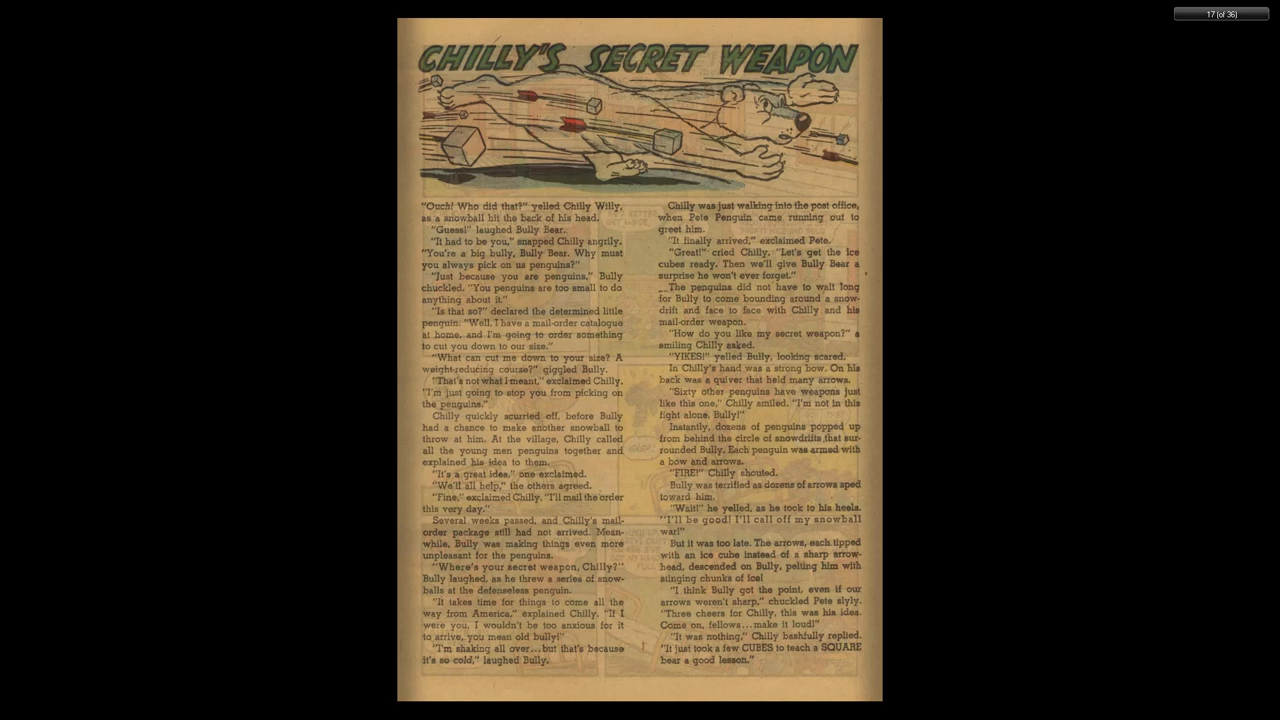 17 (of 36)
CHILLY'S SECRET WEAPON
"Ouch! Who did that?" yelled Chilly Willy,
as a snowball hit the back of his head.
"Guess!" laughed Bully Bear.
"It had to be you," snapped Chilly angrily.
"You're a big bully, Bully Bear. Why must
you always pick on us penguins?"
"Just because you are penguins," Bully
chuckled. "You penguins are too small to do
anything about it."
"Is that so?" declared the determined little
penguin. "Well, I have a mail-order catalogue
at home, and I'm going to order something
to cut you down to our size."
"What can cut me down to your size? A
weight-reducing course?" giggled Bully.
"That's not what I meant," exclaimed Chilly.
"I'm just going to stop you from picking on
the penguins."
Chilly quickly scurried off, before Bully
had a chance to make another snowball to
throw at him. At the village, Chilly called
all the young men penguins together and
explained his idea to them.
"It's a great idea," one exclaimed.
"We'll all help," the others agreed.
"Fine," exclaimed Chilly. "I'll mail the order
this very day."
Several weeks passed, and Chilly's mail-
order package still had not arrived. Mean-
while, Bully was making things even more
unpleasant for the penguins.
"Where's your secret weapon, Chilly?"
Bully laughed, as he threw a series of snow-
balls at the defenseless penguin.
"It takes time for things to come all the
way from America," explained Chilly. "If I
were you, I wouldn't be too anxious for it
to arrive, you mean old bully!"
"I'm shaking all over...but that's because
it's so cold," laughed Bully.
Chilly was just walking into the post office,
when Pete Penguin came running out to
greet him.
"It finally arrived," exclaimed Pete.
"Great!" cried Chilly. "Let's get the ice
cubes ready. Then we'll give Bully Bear a
surprise he won't ever forget."
The penguins did not have to wait long
for Bully to come bounding around a snow-
drift and face to face with Chilly and his
mail-order weapon.
"How do you like my secret weapon?" a
smiling Chilly asked.
"YIKES!" yelled Bully, looking scared.
In Chilly's hand was a strong bow. On his
back was a quiver that held many arrows.
"Sixty other penguins have weapons just
like this one," Chilly smiled. "I'm not in this
fight alone, Bully!"
Instantly, dozens of penguins popped up
from behind the circle of snowdrifts that sur-
rounded Bully. Each penguin was armed with
a bow and arrows.
"FIRE!" Chilly shouted.
Bully was terrified as dozens of arrows sped
toward him.
"Wait!" he yelled, as he took to his heels.
"I'll be good! I'll call off my snowball
war!"
But it was too late. The arrows, each tipped
with an ice cube instead of a sharp arrow-
head, descended on Bully, pelting him with
stinging chunks of ice!
"I think Bully got the point, even if our
arrows weren't sharp," chuckled Pete slyly.
"Three cheers for Chilly, this was his idea.
Come on, fellows...make it loud!"
"It was nothing," Chilly bashfully replied.
"It just took a few CUBES to teach a SQUARE
bear a good lesson."